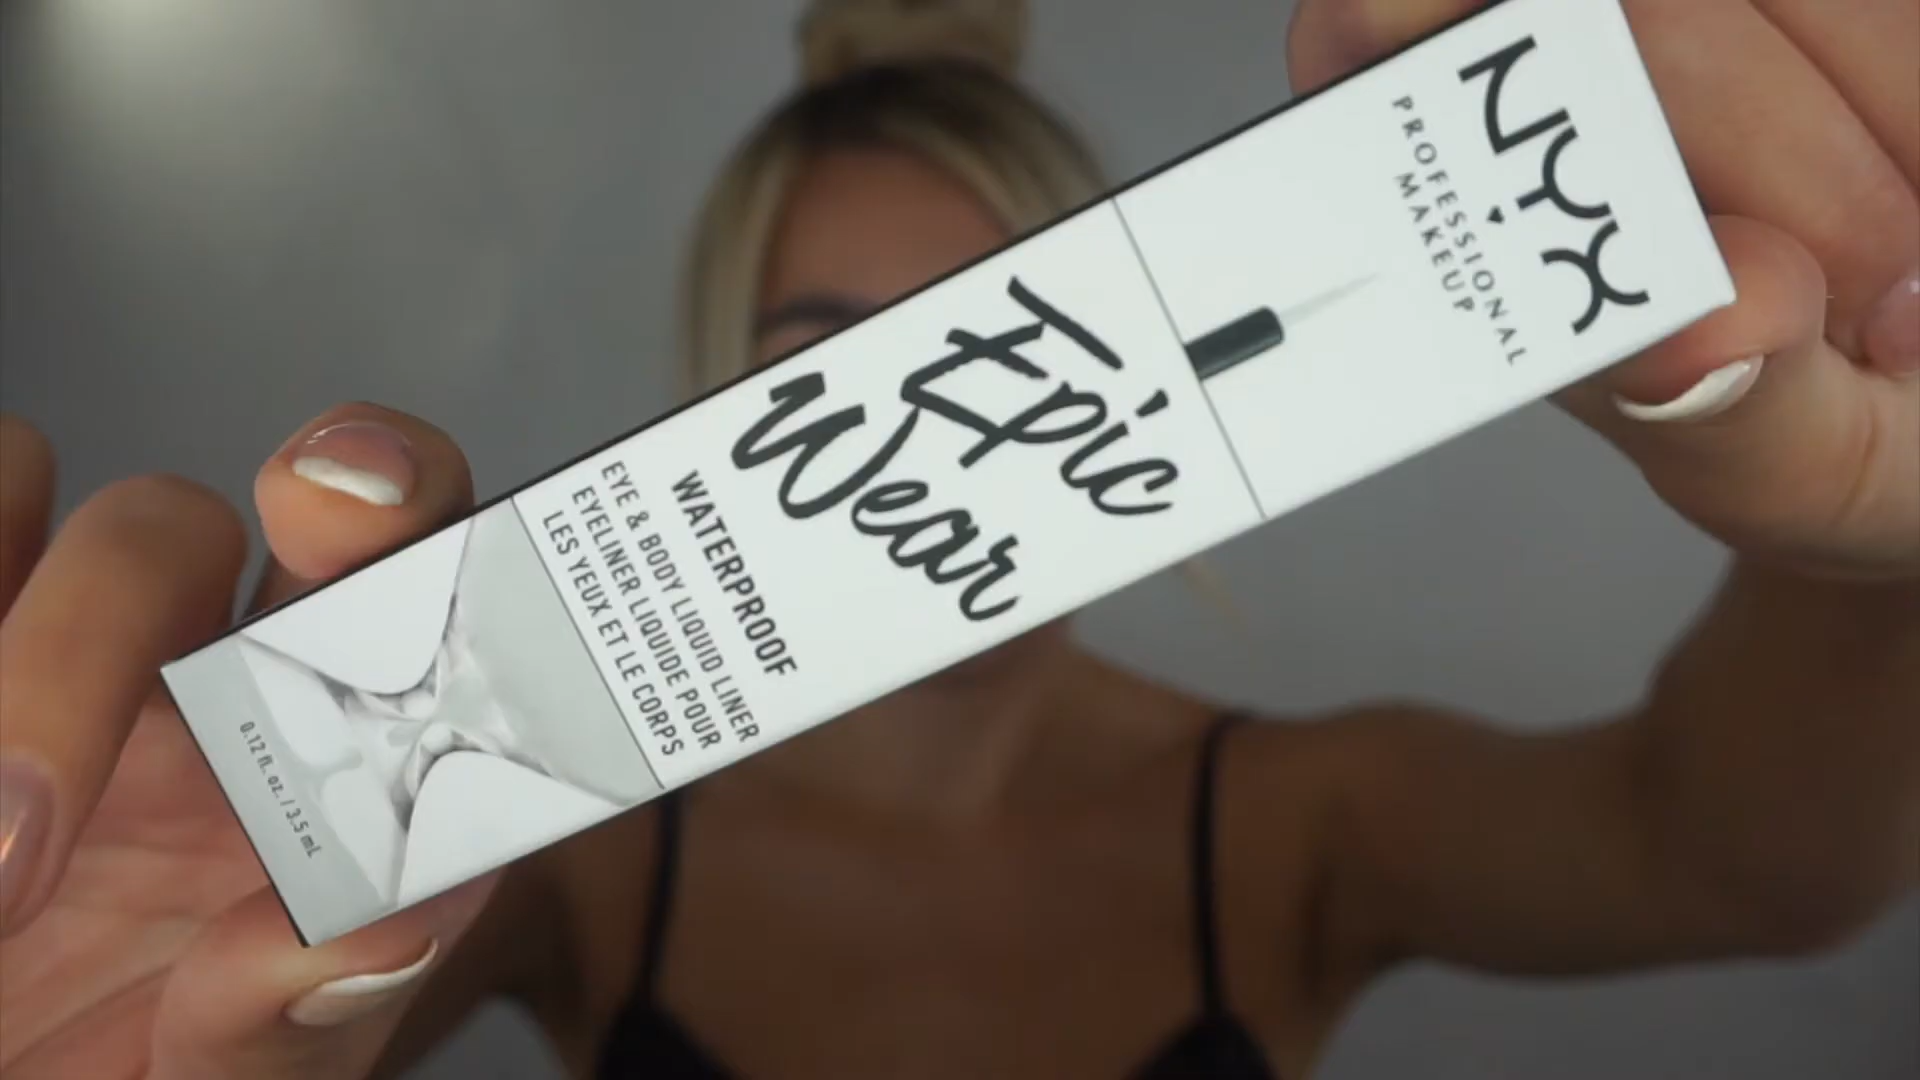 NYX
PROFESSIONAL
MAKEUP
Epic
Wear
WATERPROOF
EYE & BODY LIQUID LINER
EYELINER LIQUIDE POUR
LES YEUX ET LE CORPS
0.12 fl. oz. / 3.5 mL